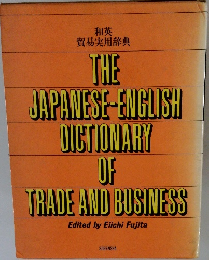 和英
貿易実用辞典
THE
JAPANESE-ENGLISH
DICTIONARY
OF
TRADE AND BUSINESS
Edited by Eiichi Fujita